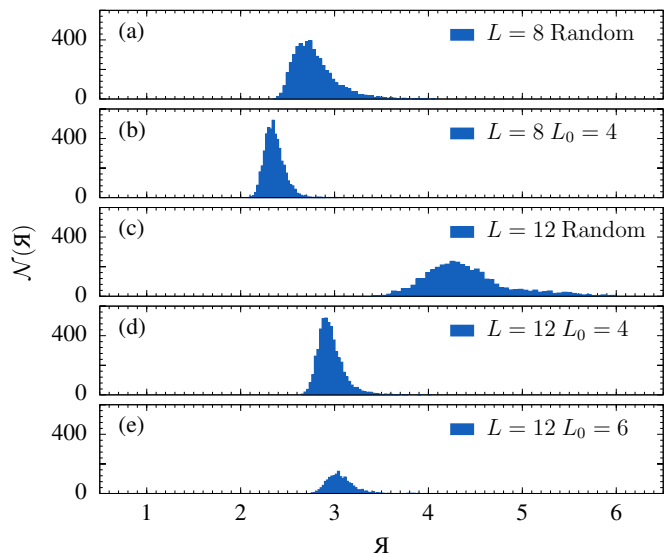 (a)
L = 8 Random
400
0
(b)
L = 8 L₀ = 4
400
0
(c)
L = 12 Random
400
0
(d)
L = 12 L₀ = 4
400
0
(e)
L = 12 L₀ = 6
400
0
𝒩(Я)
1 2 3 4 5 6
Я